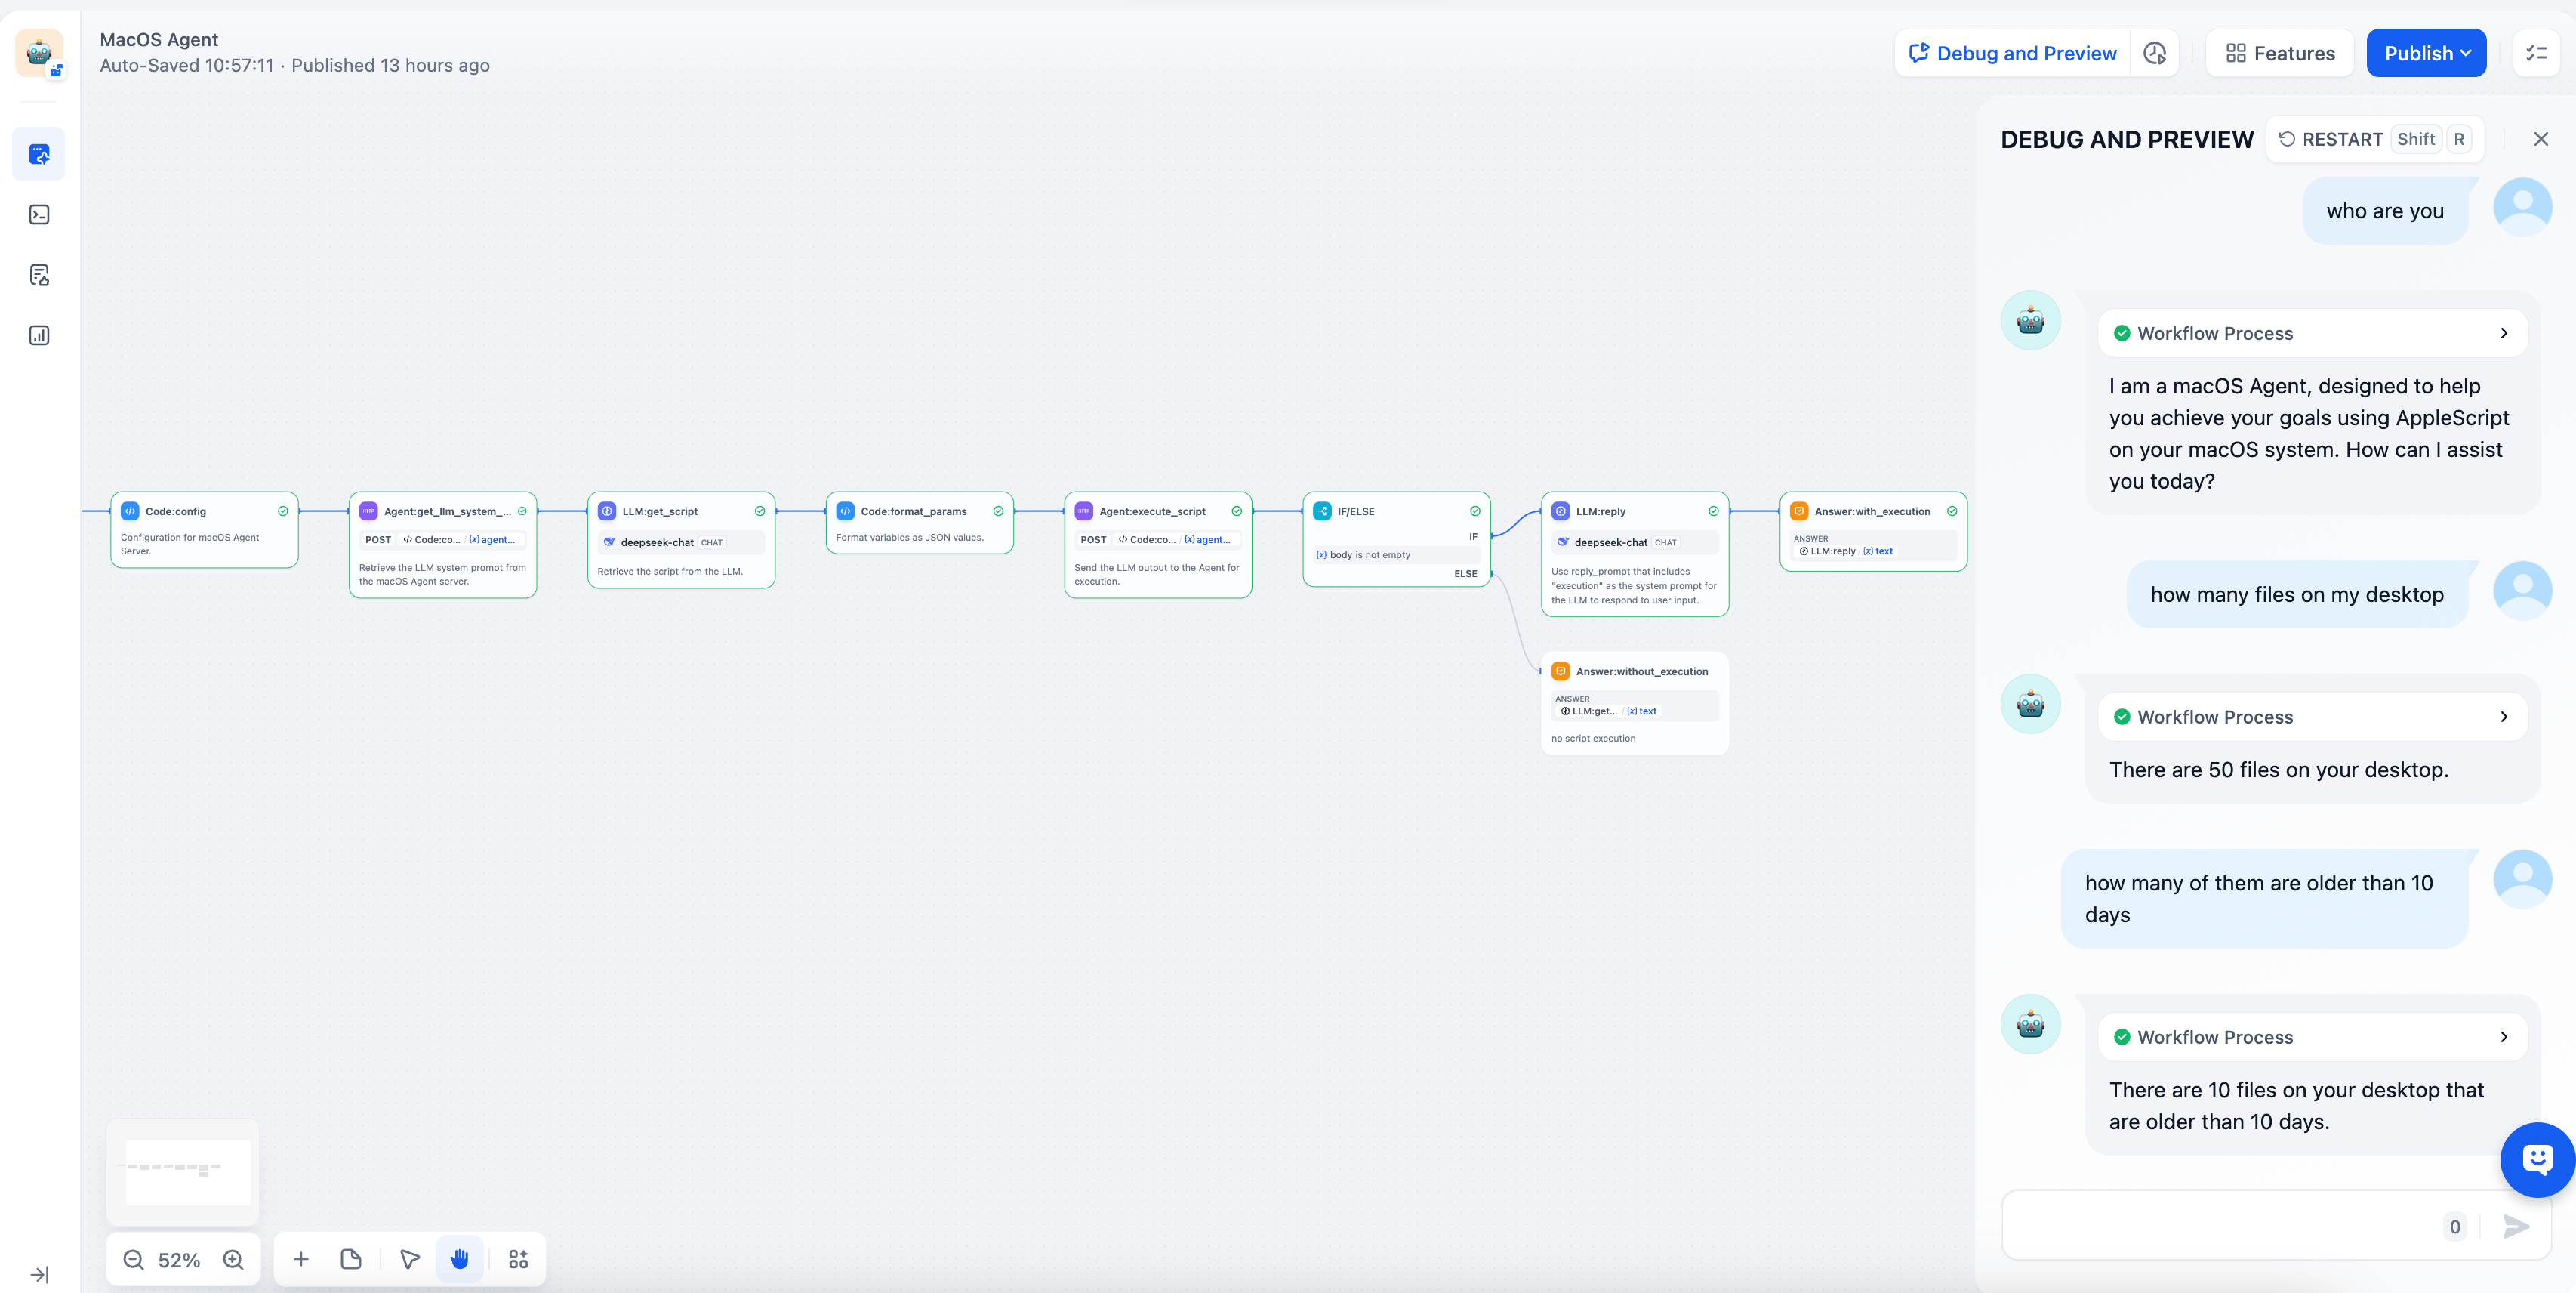 MacOS Agent
Auto-Saved 10:57:11 · Published 13 hours ago
Debug and Preview
Features
Publish
DEBUG AND PREVIEW
RESTART Shift R
who are you
Workflow Process
I am a macOS Agent, designed to help
you achieve your goals using AppleScript
on your macOS system. How can I assist
you today?
how many files on my desktop
Workflow Process
There are 50 files on your desktop.
how many of them are older than 10
days
Workflow Process
There are 10 files on your desktop that
are older than 10 days.
0
Code:config
Configuration for macOS Agent
Server.
HTTP
Agent:get_llm_system_...
POST Code:co... / (x) agent...
Retrieve the LLM system prompt from
the macOS Agent server.
LLM:get_script
deepseek-chat CHAT
Retrieve the script from the LLM.
Code:format_params
Format variables as JSON values.
HTTP
Agent:execute_script
POST Code:co... / (x) agent...
Send the LLM output to the Agent for
execution.
IF/ELSE
IF
(x) body is not empty
ELSE
LLM:reply
deepseek-chat CHAT
Use reply_prompt that includes
"execution" as the system prompt for
the LLM to respond to user input.
Answer:with_execution
ANSWER
LLM:reply / (x) text
Answer:without_execution
ANSWER
LLM:get... / (x) text
no script execution
52%